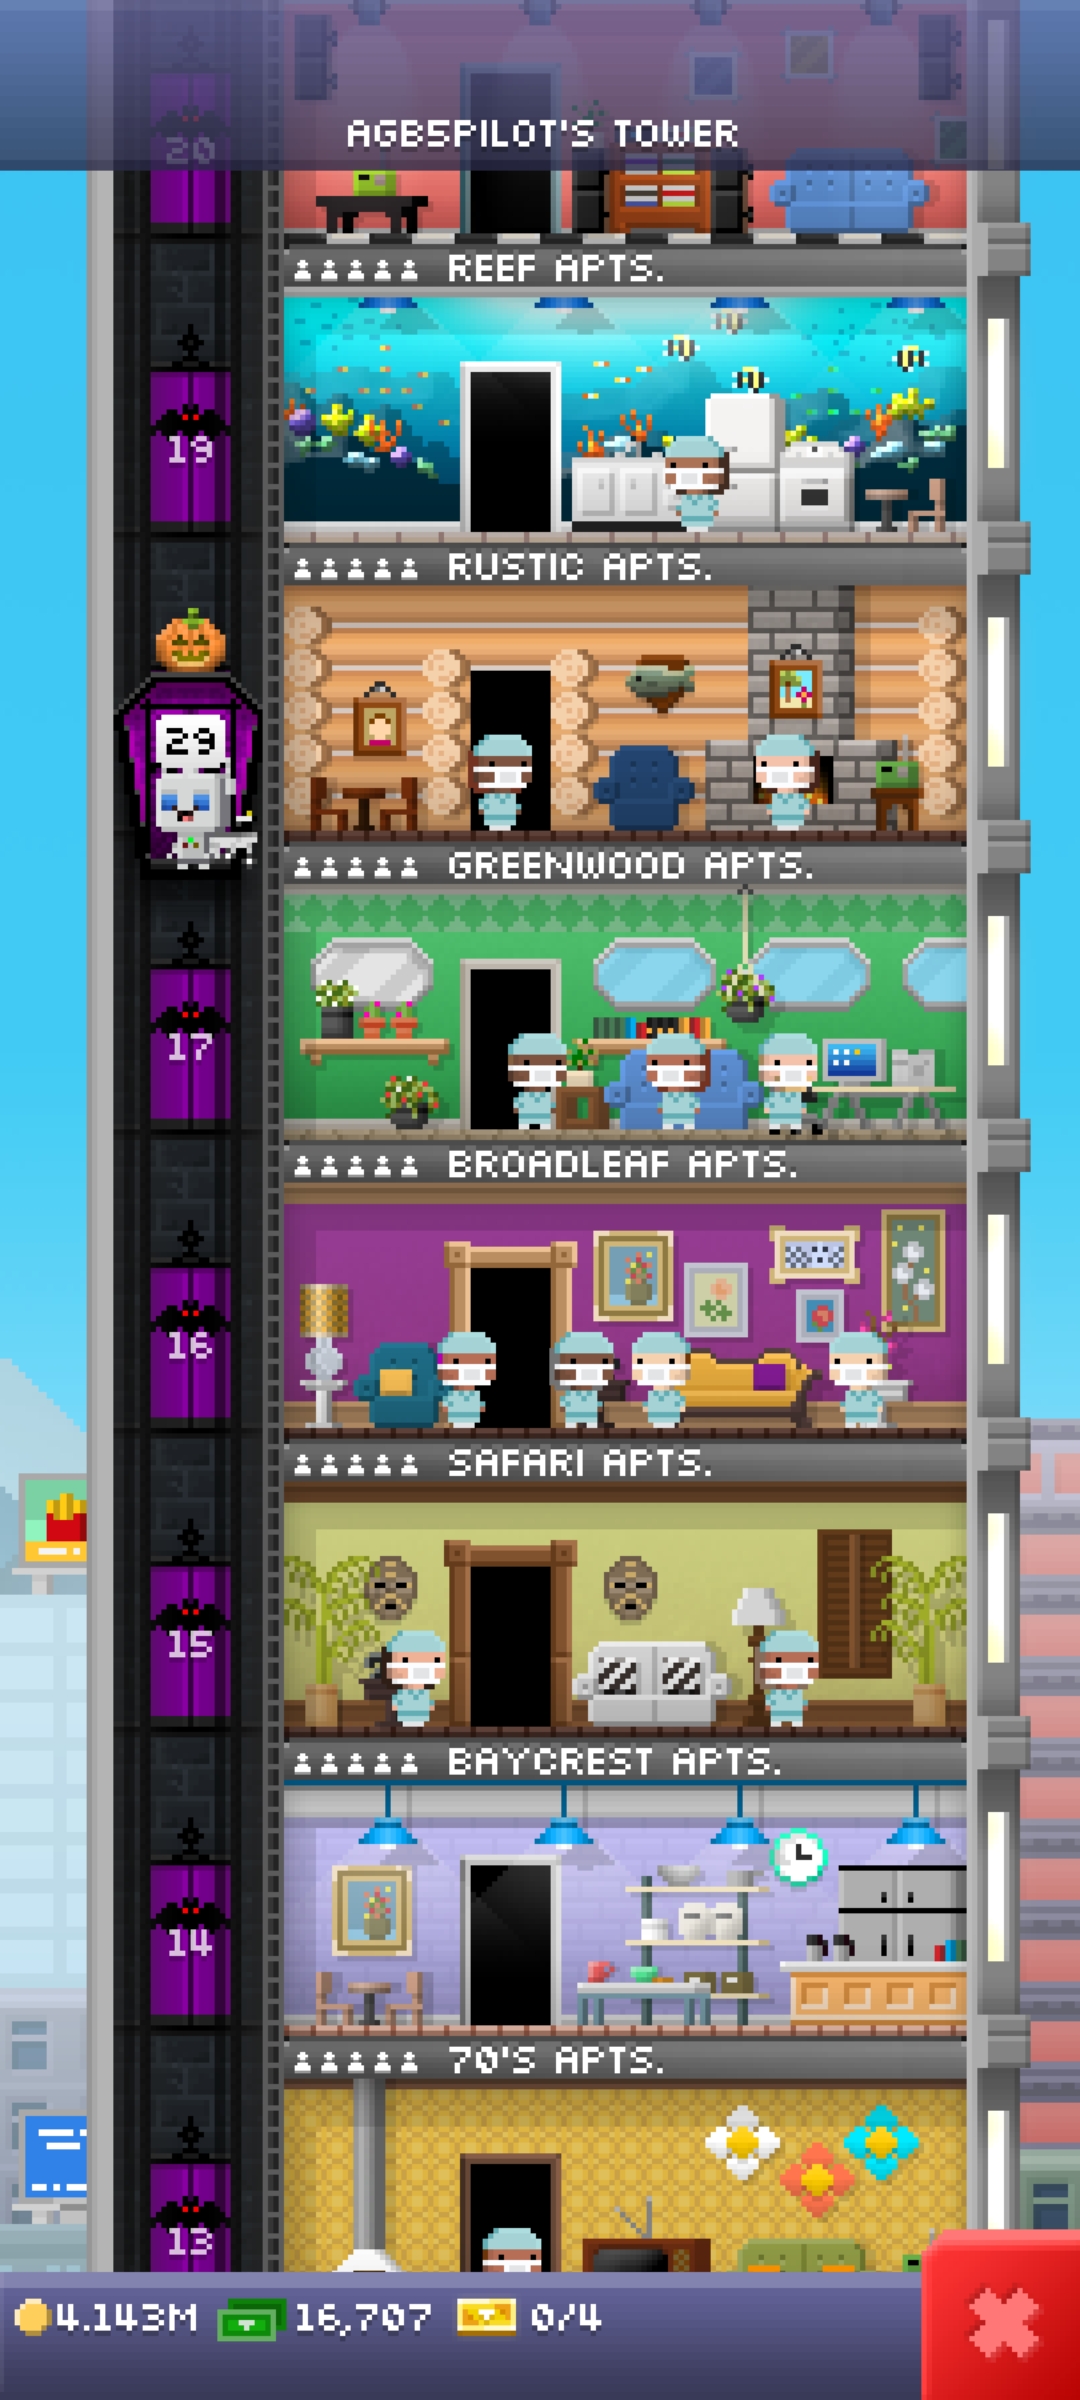 AGB5PILOT'S TOWER
20
REEF APTS.
19
RUSTIC APTS.
29
GREENWOOD APTS.
17
BROADLEAF APTS.
16
SAFARI APTS.
15
BAYCREST APTS.
14
70'S APTS.
13
4.143M 16,707 0/4